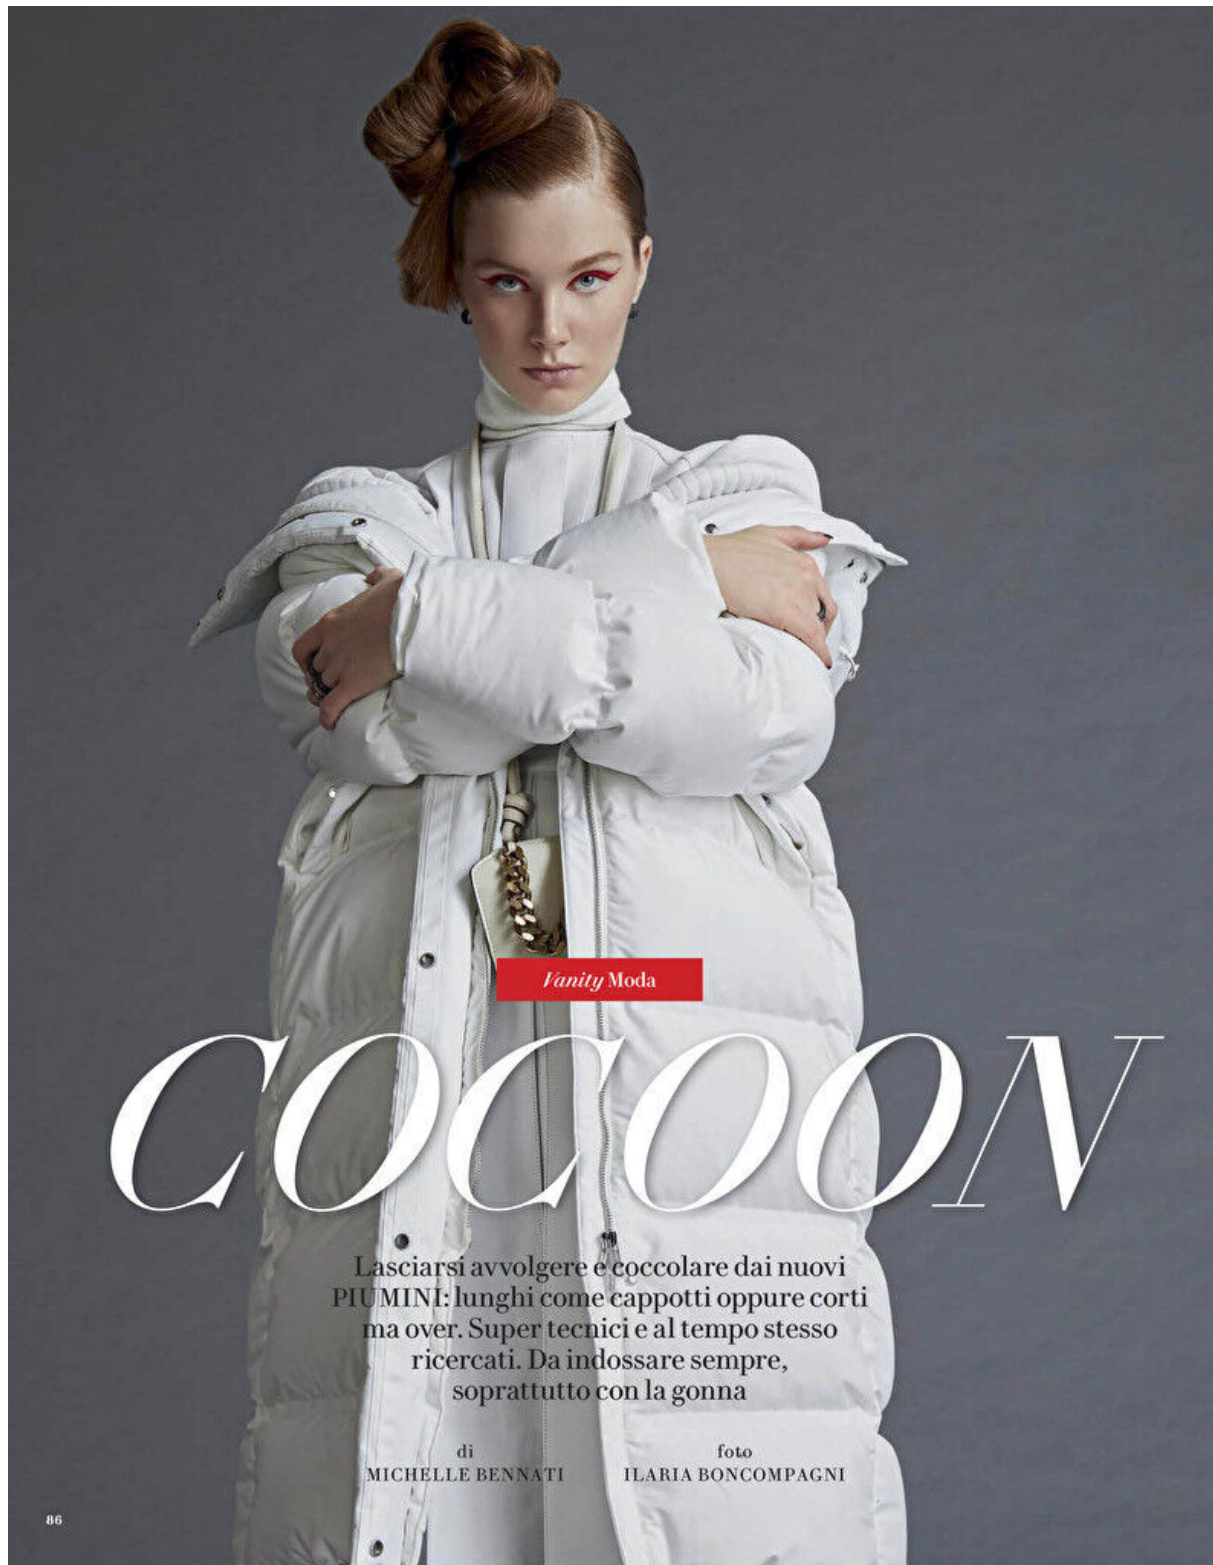 Vanity Moda
COCOON
Lasciarsi avvolgere e coccolare dai nuovi
PIUMINI: lunghi come cappotti oppure corti
ma over. Super tecnici e al tempo stesso
ricercati. Da indossare sempre,
soprattutto con la gonna
di
MICHELLE BENNATI
foto
ILARIA BONCOMPAGNI
86